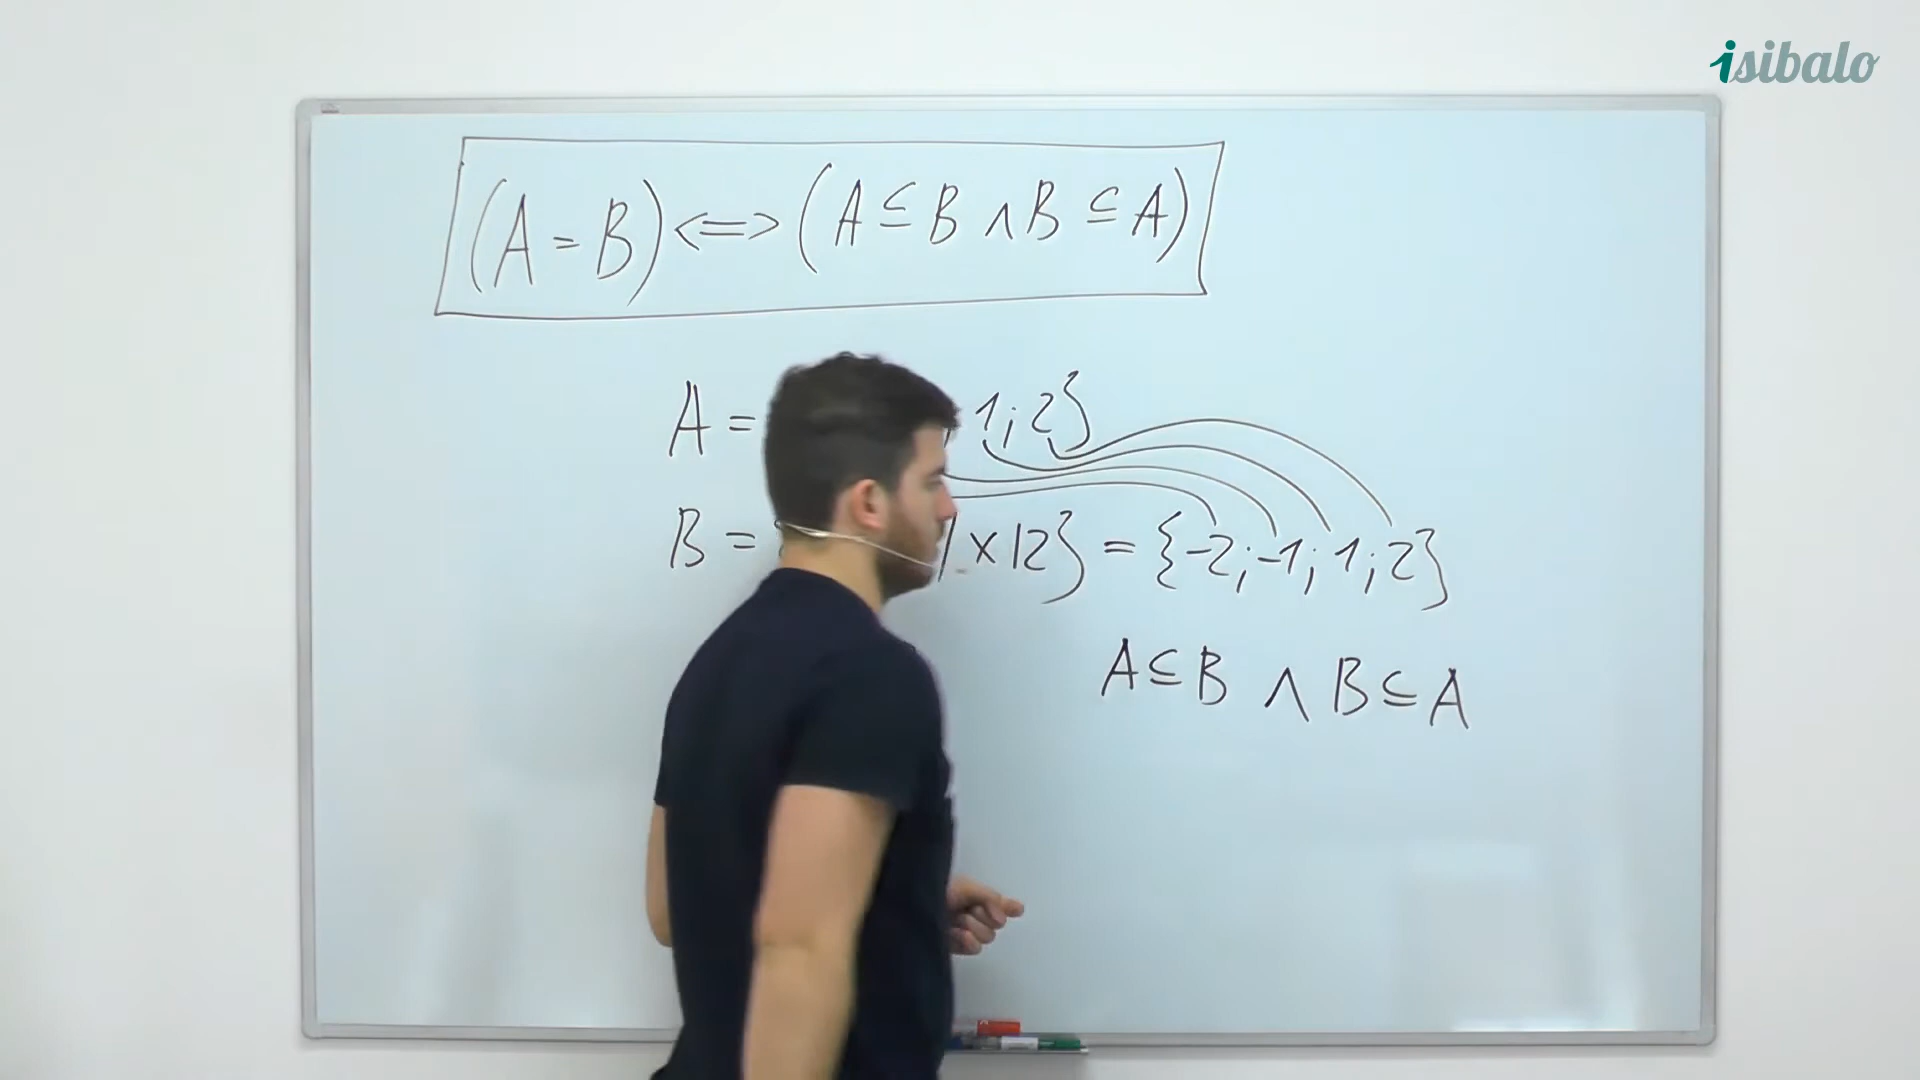 isibalo
(A = B) <=> (A ⊆ B ∧ B ⊆ A)
A = 1; 2}
B = | x | 2} = {-2; -1; 1; 2}
A ⊆ B ∧ B ⊆ A